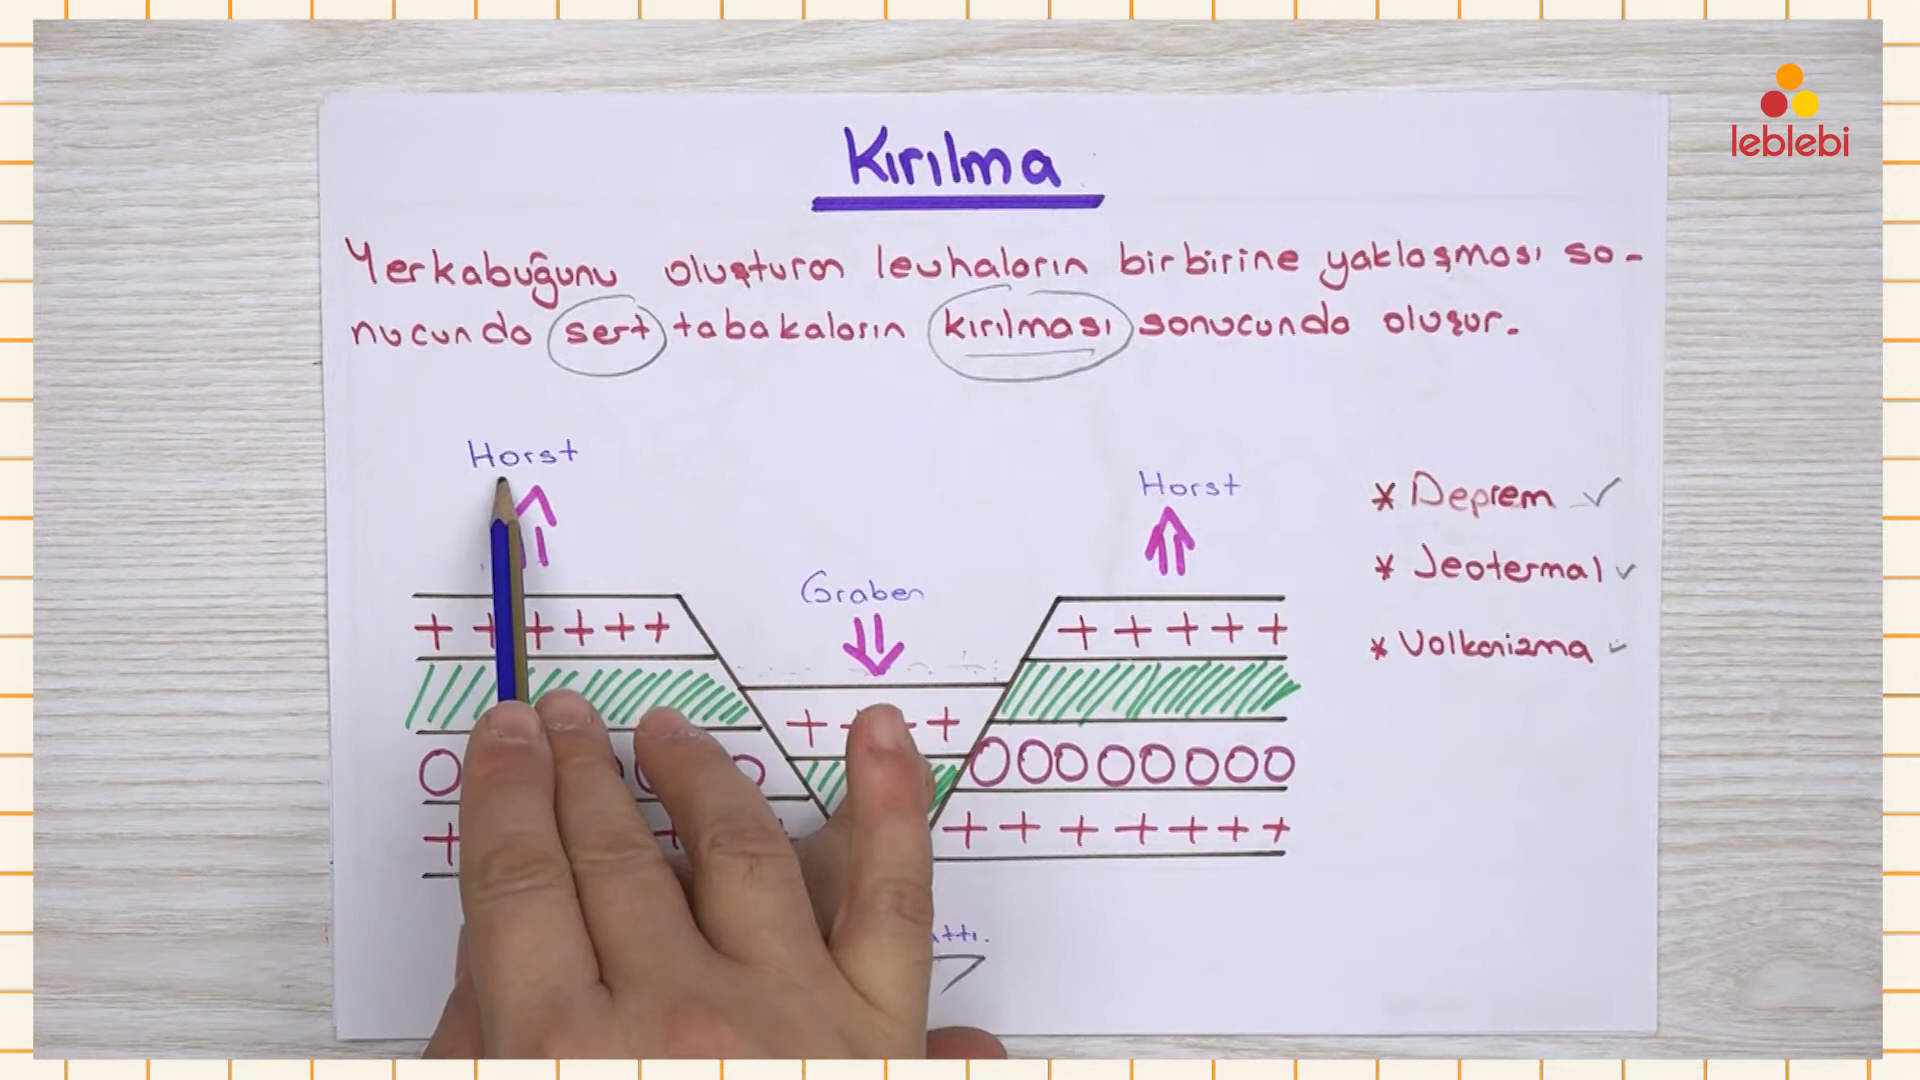 leblebi
Kırılma
Yerkabuğunu oluşturan levhaların birbirine yaklaşması so-
nucunda sert tabakaların kırılması sonucunda oluşur.
Horst
Horst
Graben
* Deprem
* Jeotermal
* Volkanizma